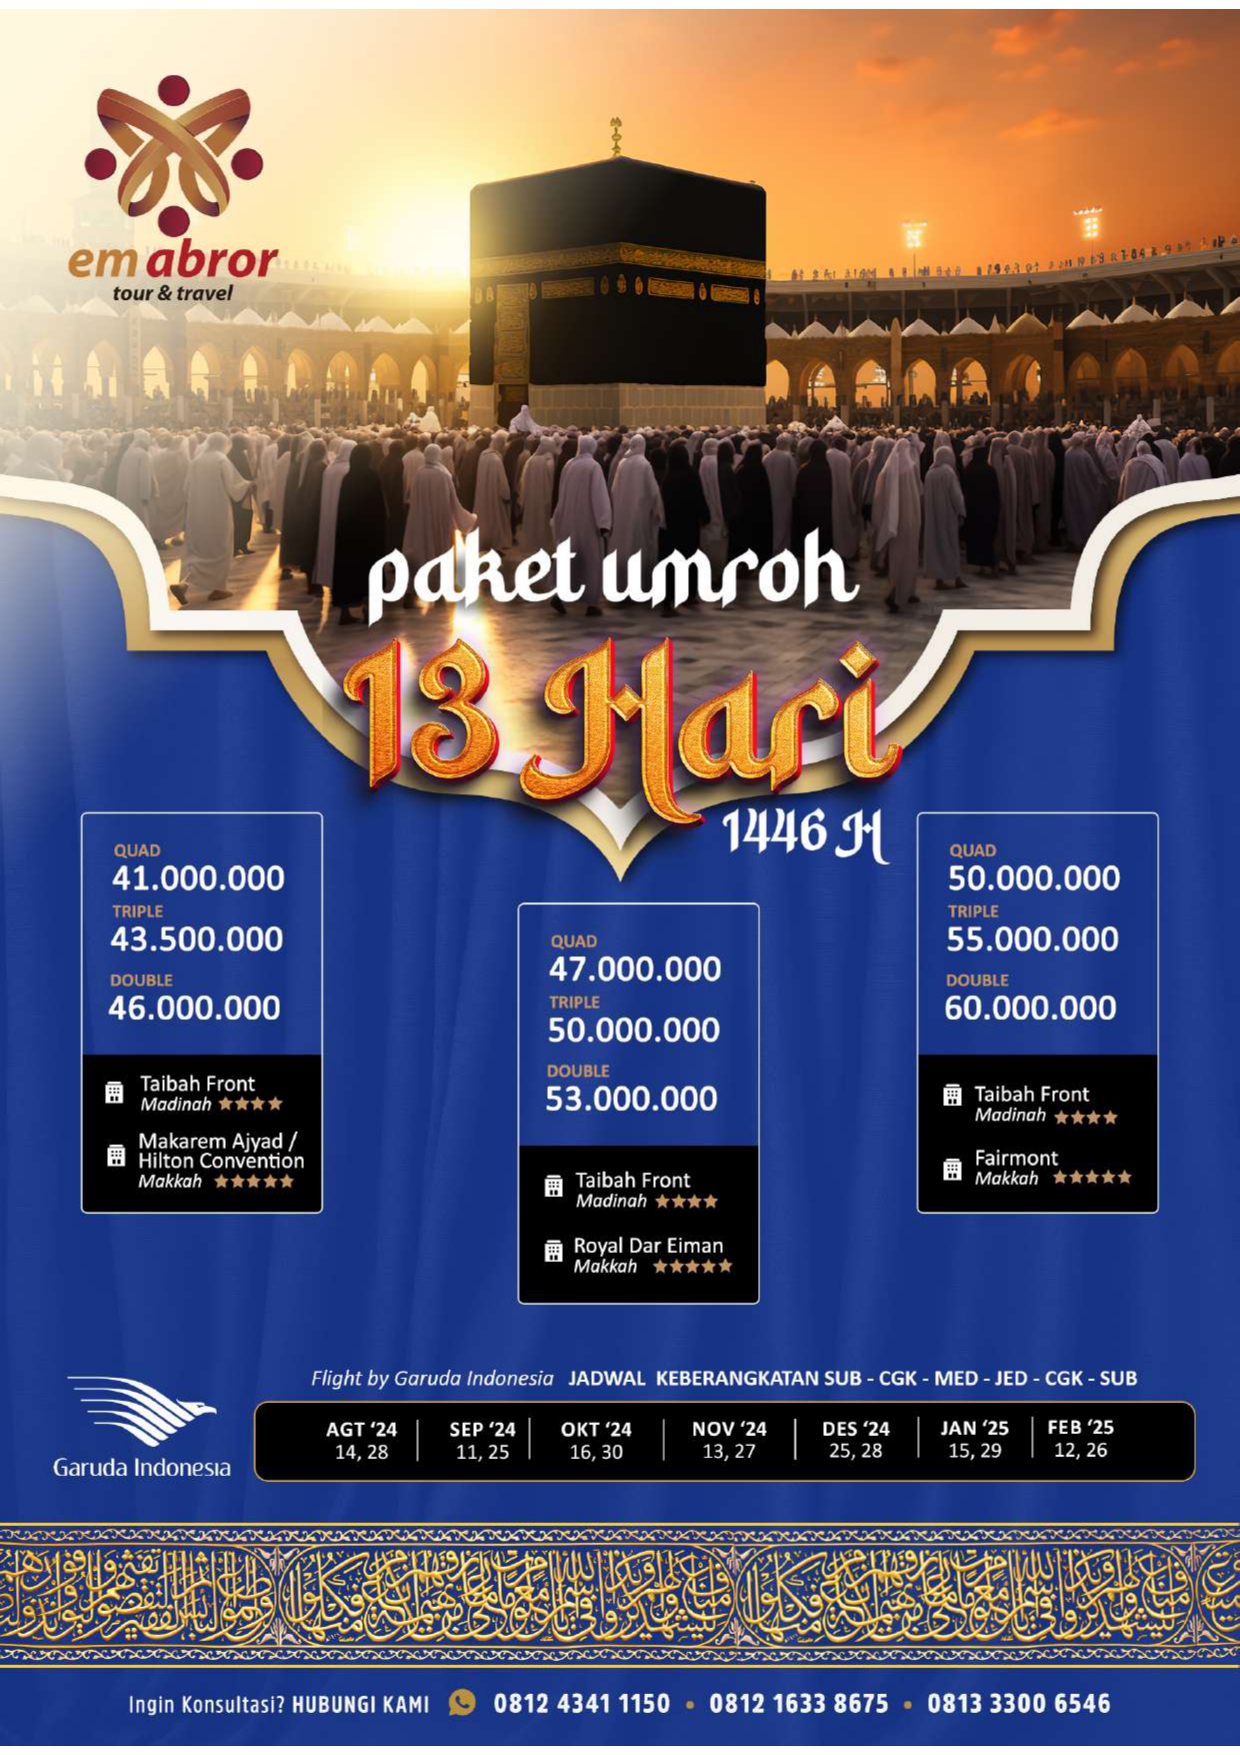 em abror
tour & travel
paket umroh
13 Hari
1446 H
QUAD
41.000.000
TRIPLE
43.500.000
DOUBLE
46.000.000
Taibah Front
Madinah ★★★★
Makarem Ajyad /
Hilton Convention
Makkah ★★★★★
QUAD
47.000.000
TRIPLE
50.000.000
DOUBLE
53.000.000
Taibah Front
Madinah ★★★★
Royal Dar Eiman
Makkah ★★★★★
QUAD
50.000.000
TRIPLE
55.000.000
DOUBLE
60.000.000
Taibah Front
Madinah ★★★★
Fairmont
Makkah ★★★★★
Flight by Garuda Indonesia JADWAL KEBERANGKATAN SUB - CGK - MED - JED - CGK - SUB
Garuda Indonesia
AGT ‘24 | SEP ‘24 | OKT ‘24 | NOV ‘24 | DES ‘24 | JAN ‘25 | FEB ‘25
14, 28 | 11, 25 | 16, 30 | 13, 27 | 25, 28 | 15, 29 | 12, 26
Ingin Konsultasi? HUBUNGI KAMI 0812 4341 1150 • 0812 1633 8675 • 0813 3300 6546